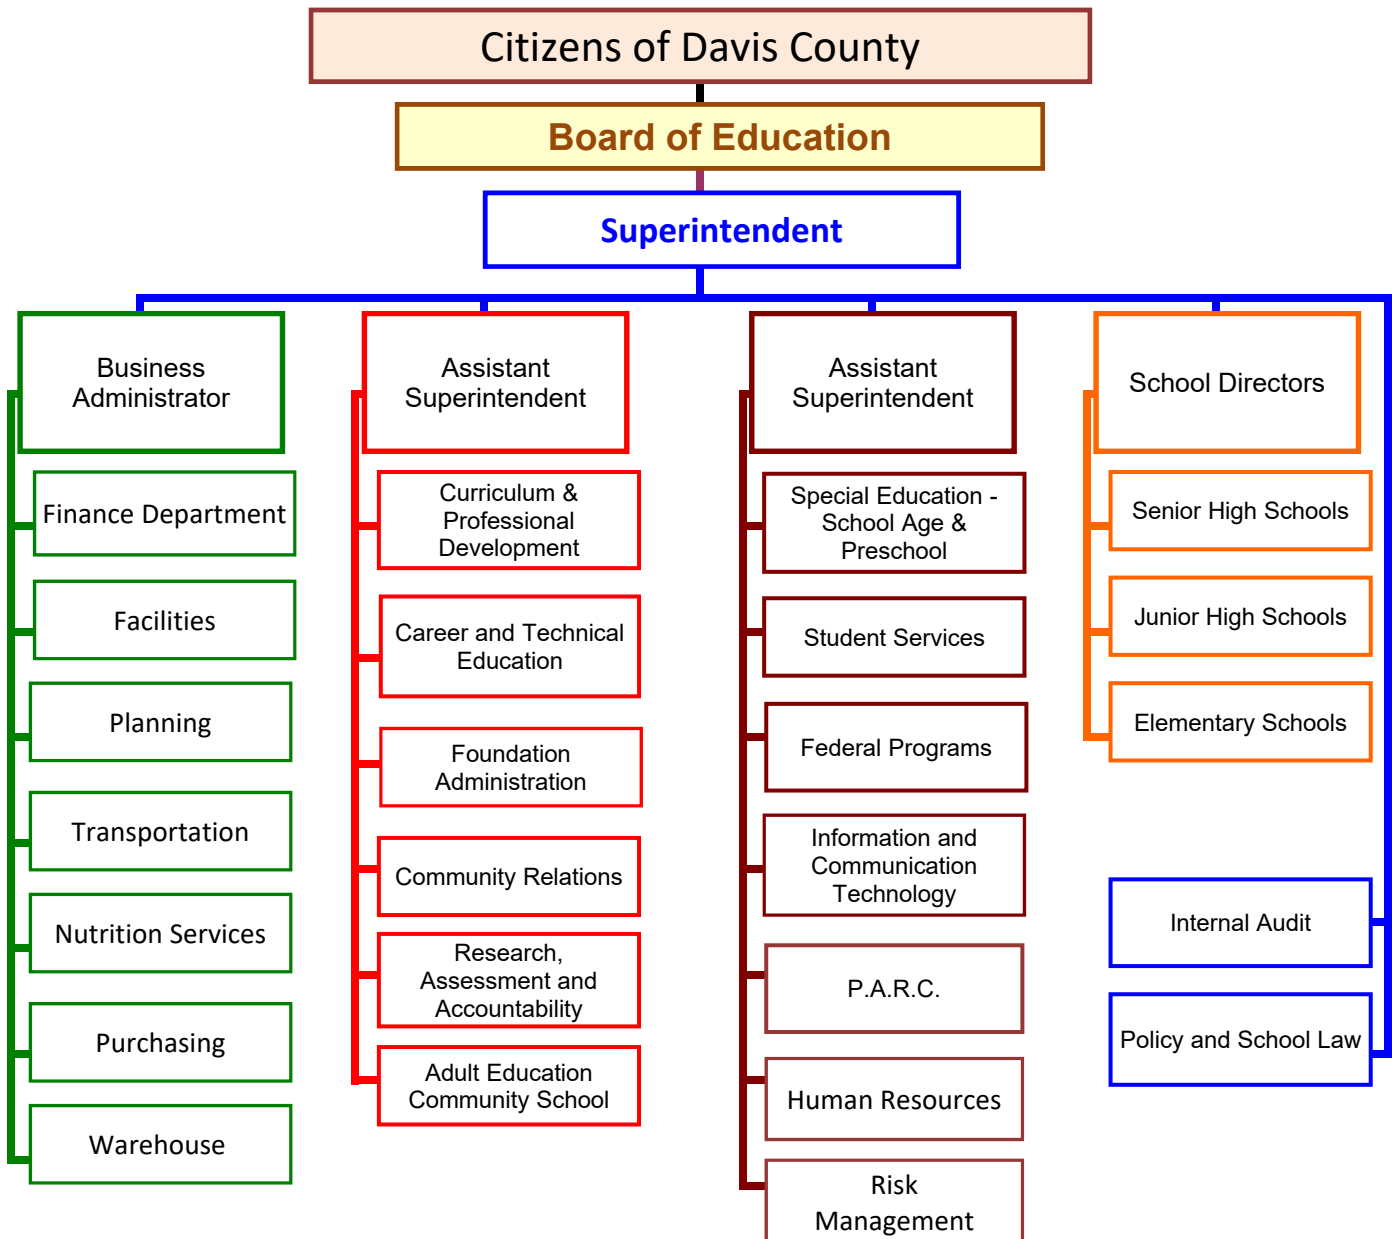 Citizens of Davis County
Board of Education
Superintendent
Business
Administrator
Finance Department
Facilities
Planning
Transportation
Nutrition Services
Purchasing
Warehouse
Assistant
Superintendent
Curriculum &
Professional
Development
Career and Technical
Education
Foundation
Administration
Community Relations
Research,
Assessment and
Accountability
Adult Education
Community School
Assistant
Superintendent
Special Education -
School Age &
Preschool
Student Services
Federal Programs
Information and
Communication
Technology
P.A.R.C.
Human Resources
Risk
Management
School Directors
Senior High Schools
Junior High Schools
Elementary Schools
Internal Audit
Policy and School Law